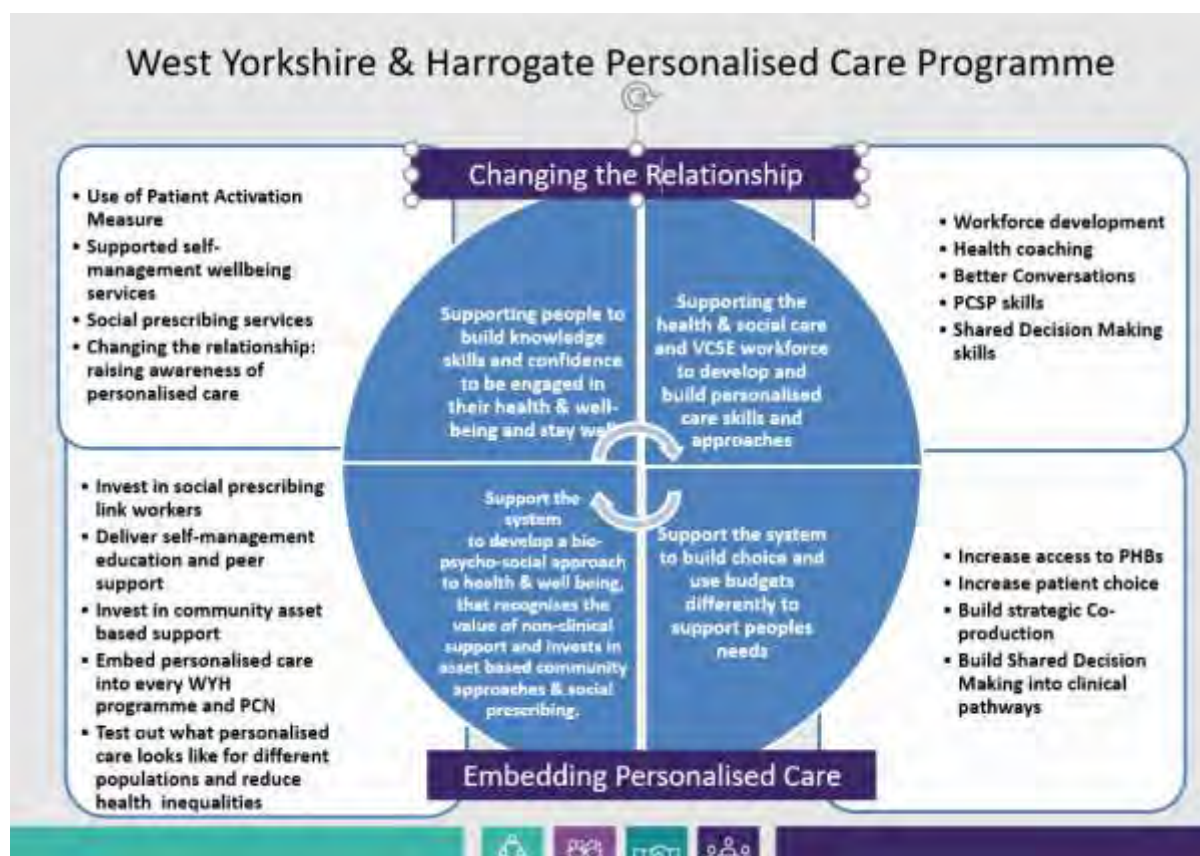 West Yorkshire & Harrogate Personalised Care Programme
Changing the Relationship
• Use of Patient Activation
Measure
• Supported self-
management wellbeing
services
• Social prescribing services
• Changing the relationship:
raising awareness of
personalised care
Supporting people to
build knowledge
skills and confidence
to be engaged in
their health & well-
being and stay well
Supporting the
health & social care
and VCSE workforce
to develop and
build personalised
care skills and
approaches
• Workforce development
• Health coaching
• Better Conversations
• PCSP skills
• Shared Decision Making
skills
• Invest in social prescribing
link workers
• Deliver self-management
education and peer
support
• Invest in community asset
based support
• Embed personalised care
into every WYH
programme and PCN
• Test out what personalised
care looks like for different
populations and reduce
health inequalities
Support the
system
to develop a bio-
psycho-social approach
to health & well being,
that recognises the
value of non-clinical
support and invests in
asset based community
approaches & social
prescribing.
Support the system
to build choice and
use budgets
differently to
support peoples
needs
• Increase access to PHBs
• Increase patient choice
• Build strategic Co-
production
• Build Shared Decision
Making into clinical
pathways
Embedding Personalised Care